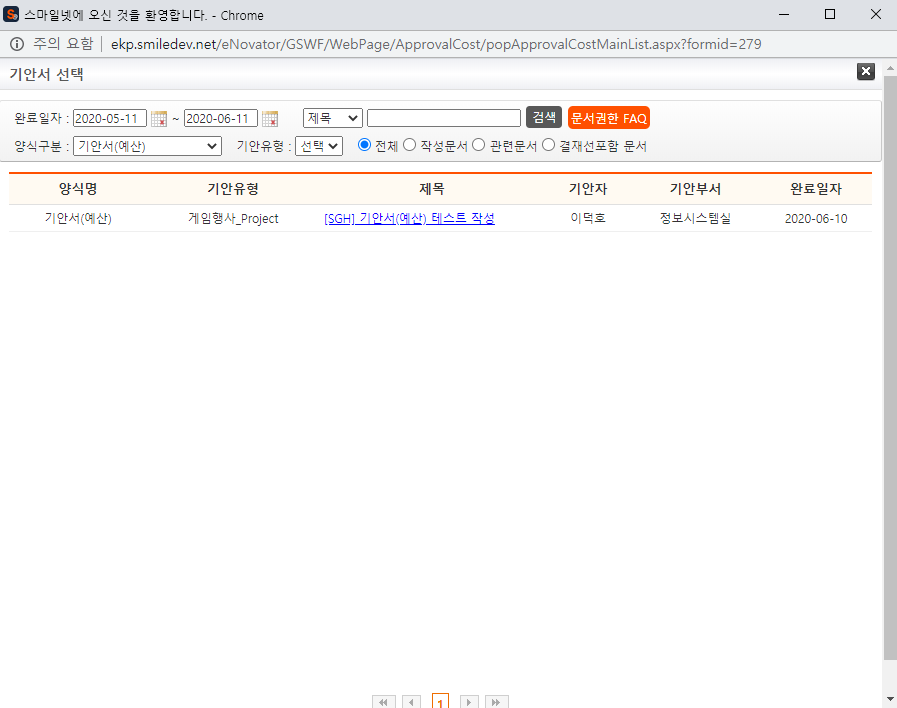 스마일넷에 오신 것을 환영합니다. - Chrome
주의 요함 | ekp.smiledev.net/eNovator/GSWF/WebPage/ApprovalCost/popApprovalCostMainList.aspx?formid=279
기안서 선택
완료일자 : 2020-05-11 ~ 2020-06-11 제목 검색 문서권한 FAQ
양식구분 : 기안서(예산) 기안유형 : 선택 전체 작성문서 관련문서 결재선포함 문서
양식명 기안유형 제목 기안자 기안부서 완료일자
기안서(예산) 게임행사_Project [SGH] 기안서(예산) 테스트 작성 이덕호 정보시스템실 2020-06-10
1